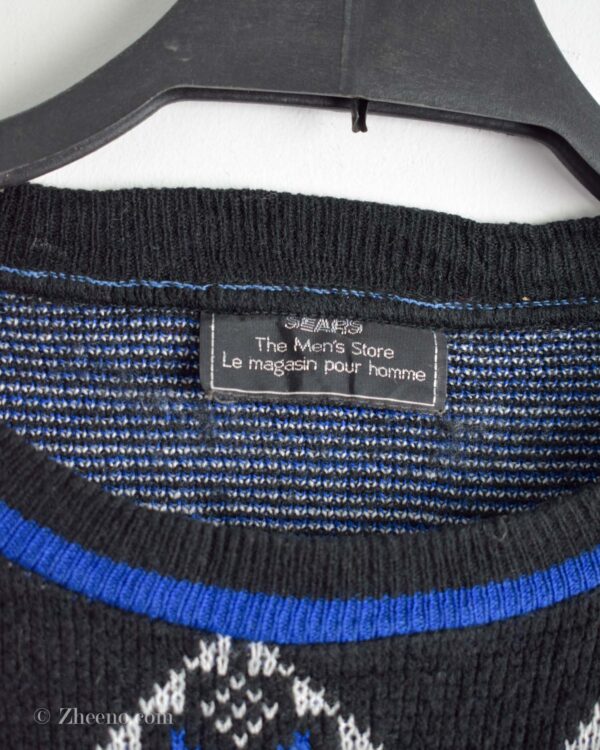 SEARS
The Men's Store
Le magasin pour homme
© Zheeno.com